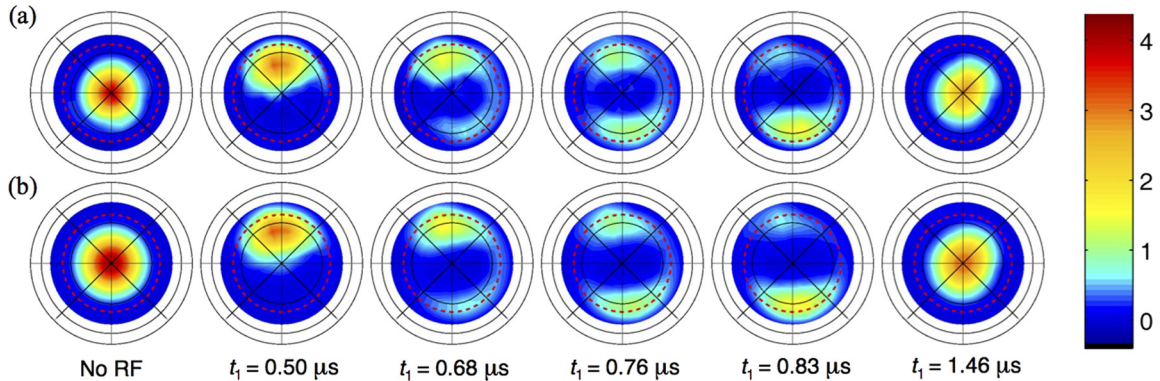 (a)
4
3
2
(b)
1
0
No RF t₁ = 0.50 µs t₁ = 0.68 µs t₁ = 0.76 µs t₁ = 0.83 µs t₁ = 1.46 µs